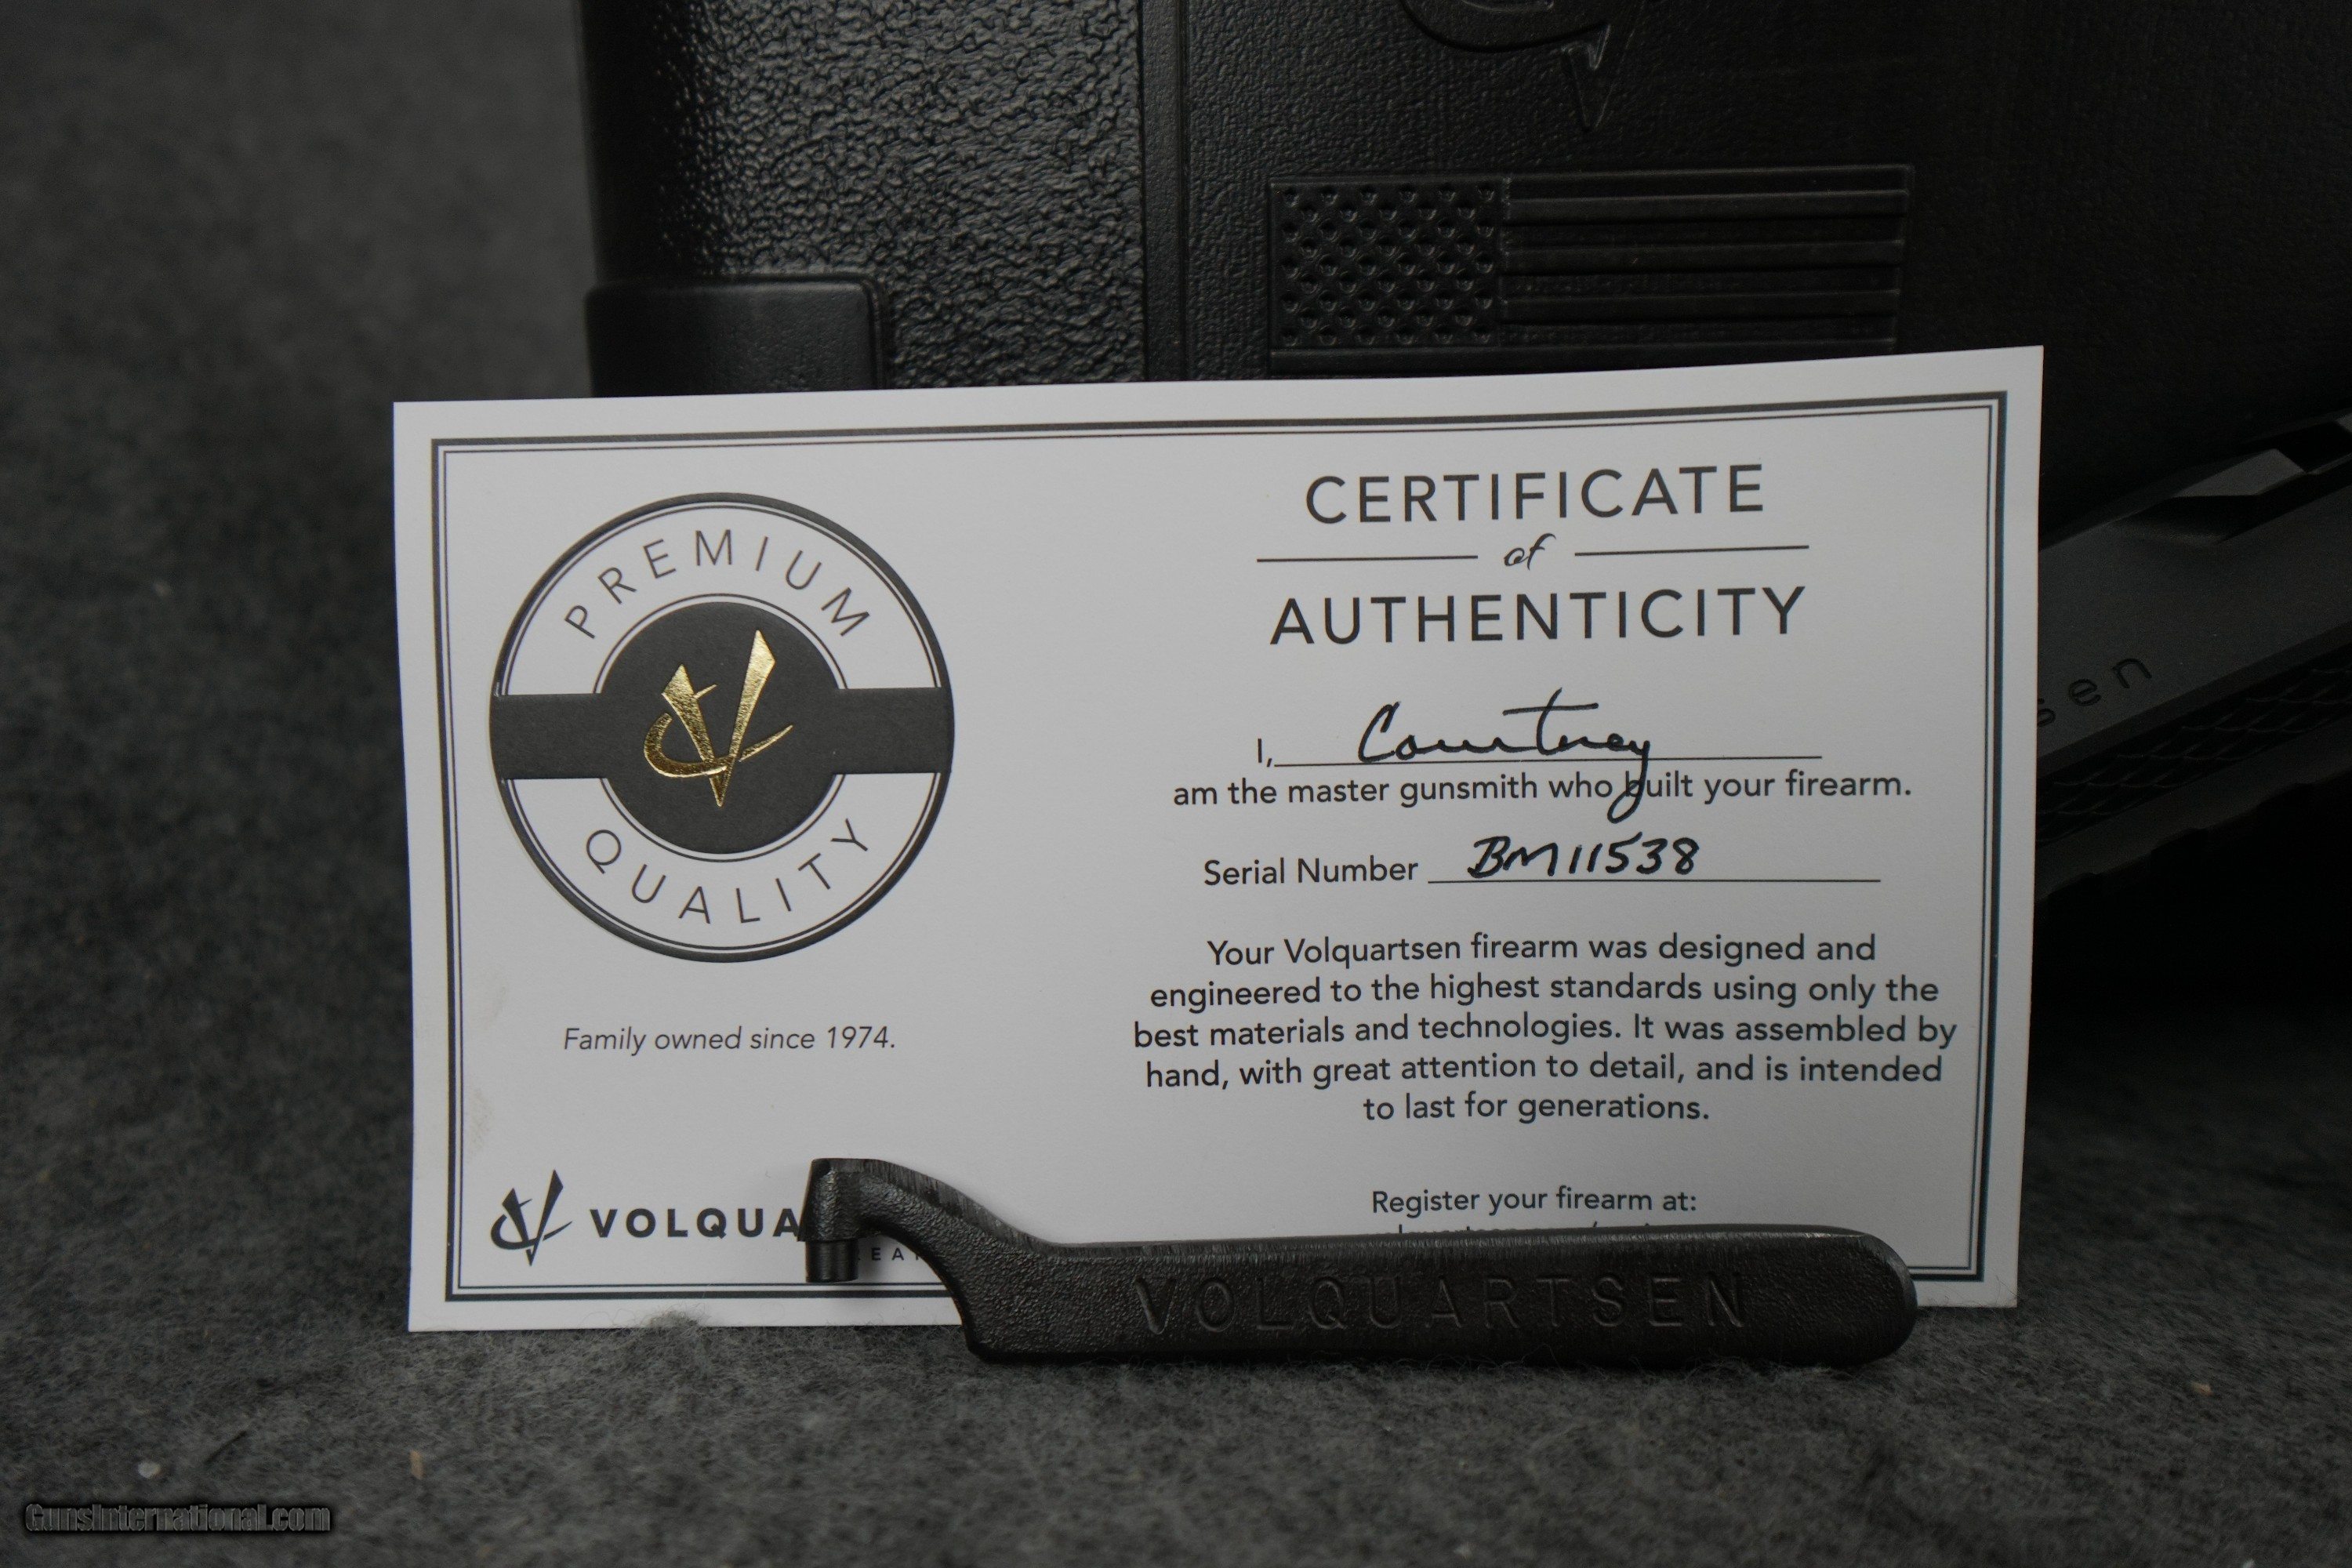 PREMIUM
QUALITY
Family owned since 1974.
VOLQUA
CERTIFICATE
of
AUTHENTICITY
I, Courtney
am the master gunsmith who built your firearm.
Serial Number BM11538
Your Volquartsen firearm was designed and
engineered to the highest standards using only the
best materials and technologies. It was assembled by
hand, with great attention to detail, and is intended
to last for generations.
Register your firearm at:
VOLQUARTSEN
sen
GunsInternational.com